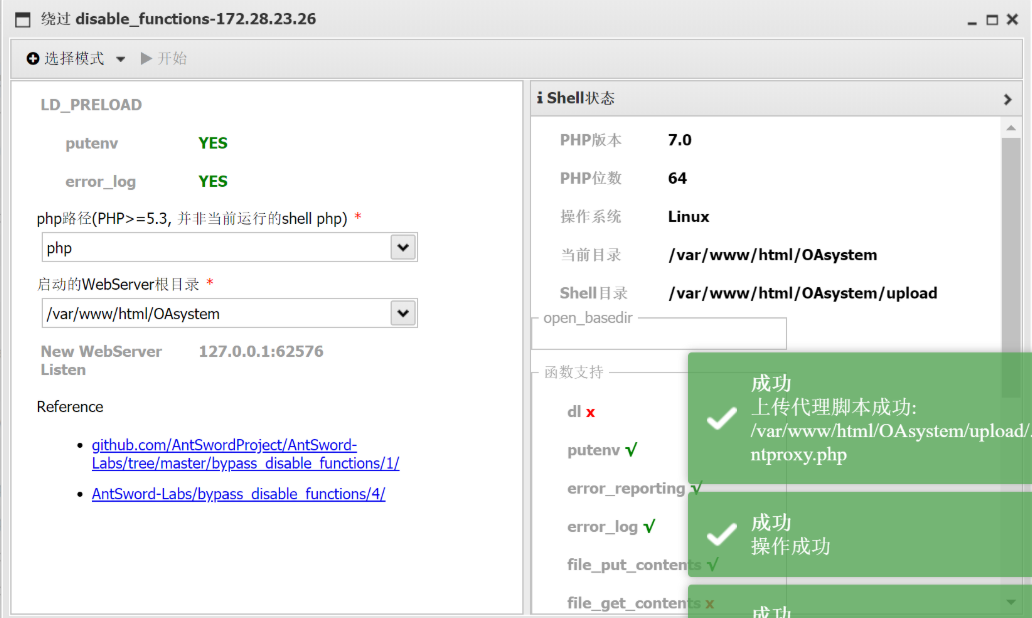 绕过 disable_functions-172.28.23.26
选择模式 开始
LD_PRELOAD
putenv YES
error_log YES
php路径(PHP>=5.3, 并非当前运行的shell php) *
php
启动的WebServer根目录 *
/var/www/html/OAsystem
New WebServer Listen 127.0.0.1:62576
Reference
github.com/AntSwordProject/AntSword-
Labs/tree/master/bypass_disable_functions/1/
AntSword-Labs/bypass_disable_functions/4/
Shell状态
PHP版本 7.0
PHP位数 64
操作系统 Linux
当前目录 /var/www/html/OAsystem
Shell目录 /var/www/html/OAsystem/upload
open_basedir
函数支持
dl x
putenv √
error_reporting √
error_log √
file_put_contents √
file_get_contents x
成功
上传代理脚本成功:
/var/www/html/OAsystem/upload/.
ntproxy.php
成功
操作成功
成功